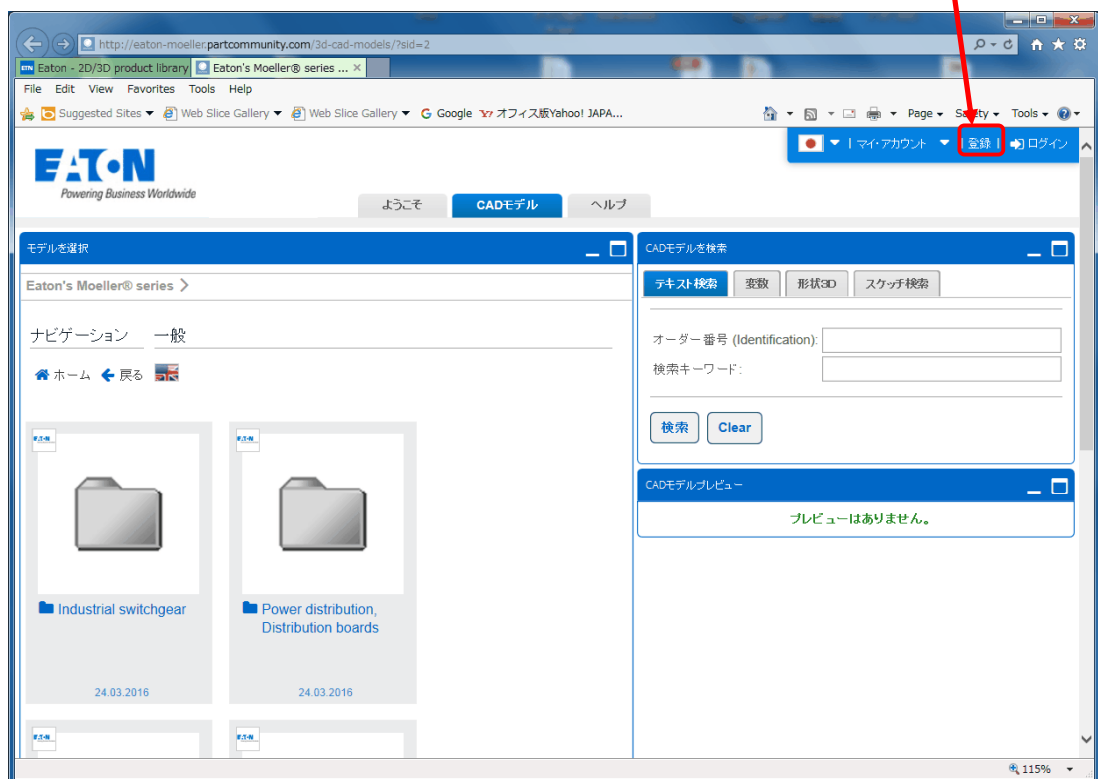 http://eaton-moeller.partcommunity.com/3d-cad-models/?sid=2
Eaton - 2D/3D product library
Eaton's Moeller® series ... ×
File Edit View Favorites Tools Help
Suggested Sites ▼ Web Slice Gallery ▼ Web Slice Gallery ▼ Google オフィス版Yahoo! JAPA...
Page Safety Tools
| マイ・アカウント ▼ | 登録 | ログイン
EATON
Powering Business Worldwide
ようこそ CADモデル ヘルプ
モデルを選択
Eaton's Moeller® series >
ナビゲーション 一般
ホーム 戻る
EATON
EATON
Industrial switchgear
24.03.2016
Power distribution,
Distribution boards
24.03.2016
EATON
EATON
CADモデルを検索
テキスト検索 変数 形状3D スケッチ検索
オーダー番号 (Identification):
検索キーワード:
検索 Clear
CADモデルプレビュー
プレビューはありません。
115%